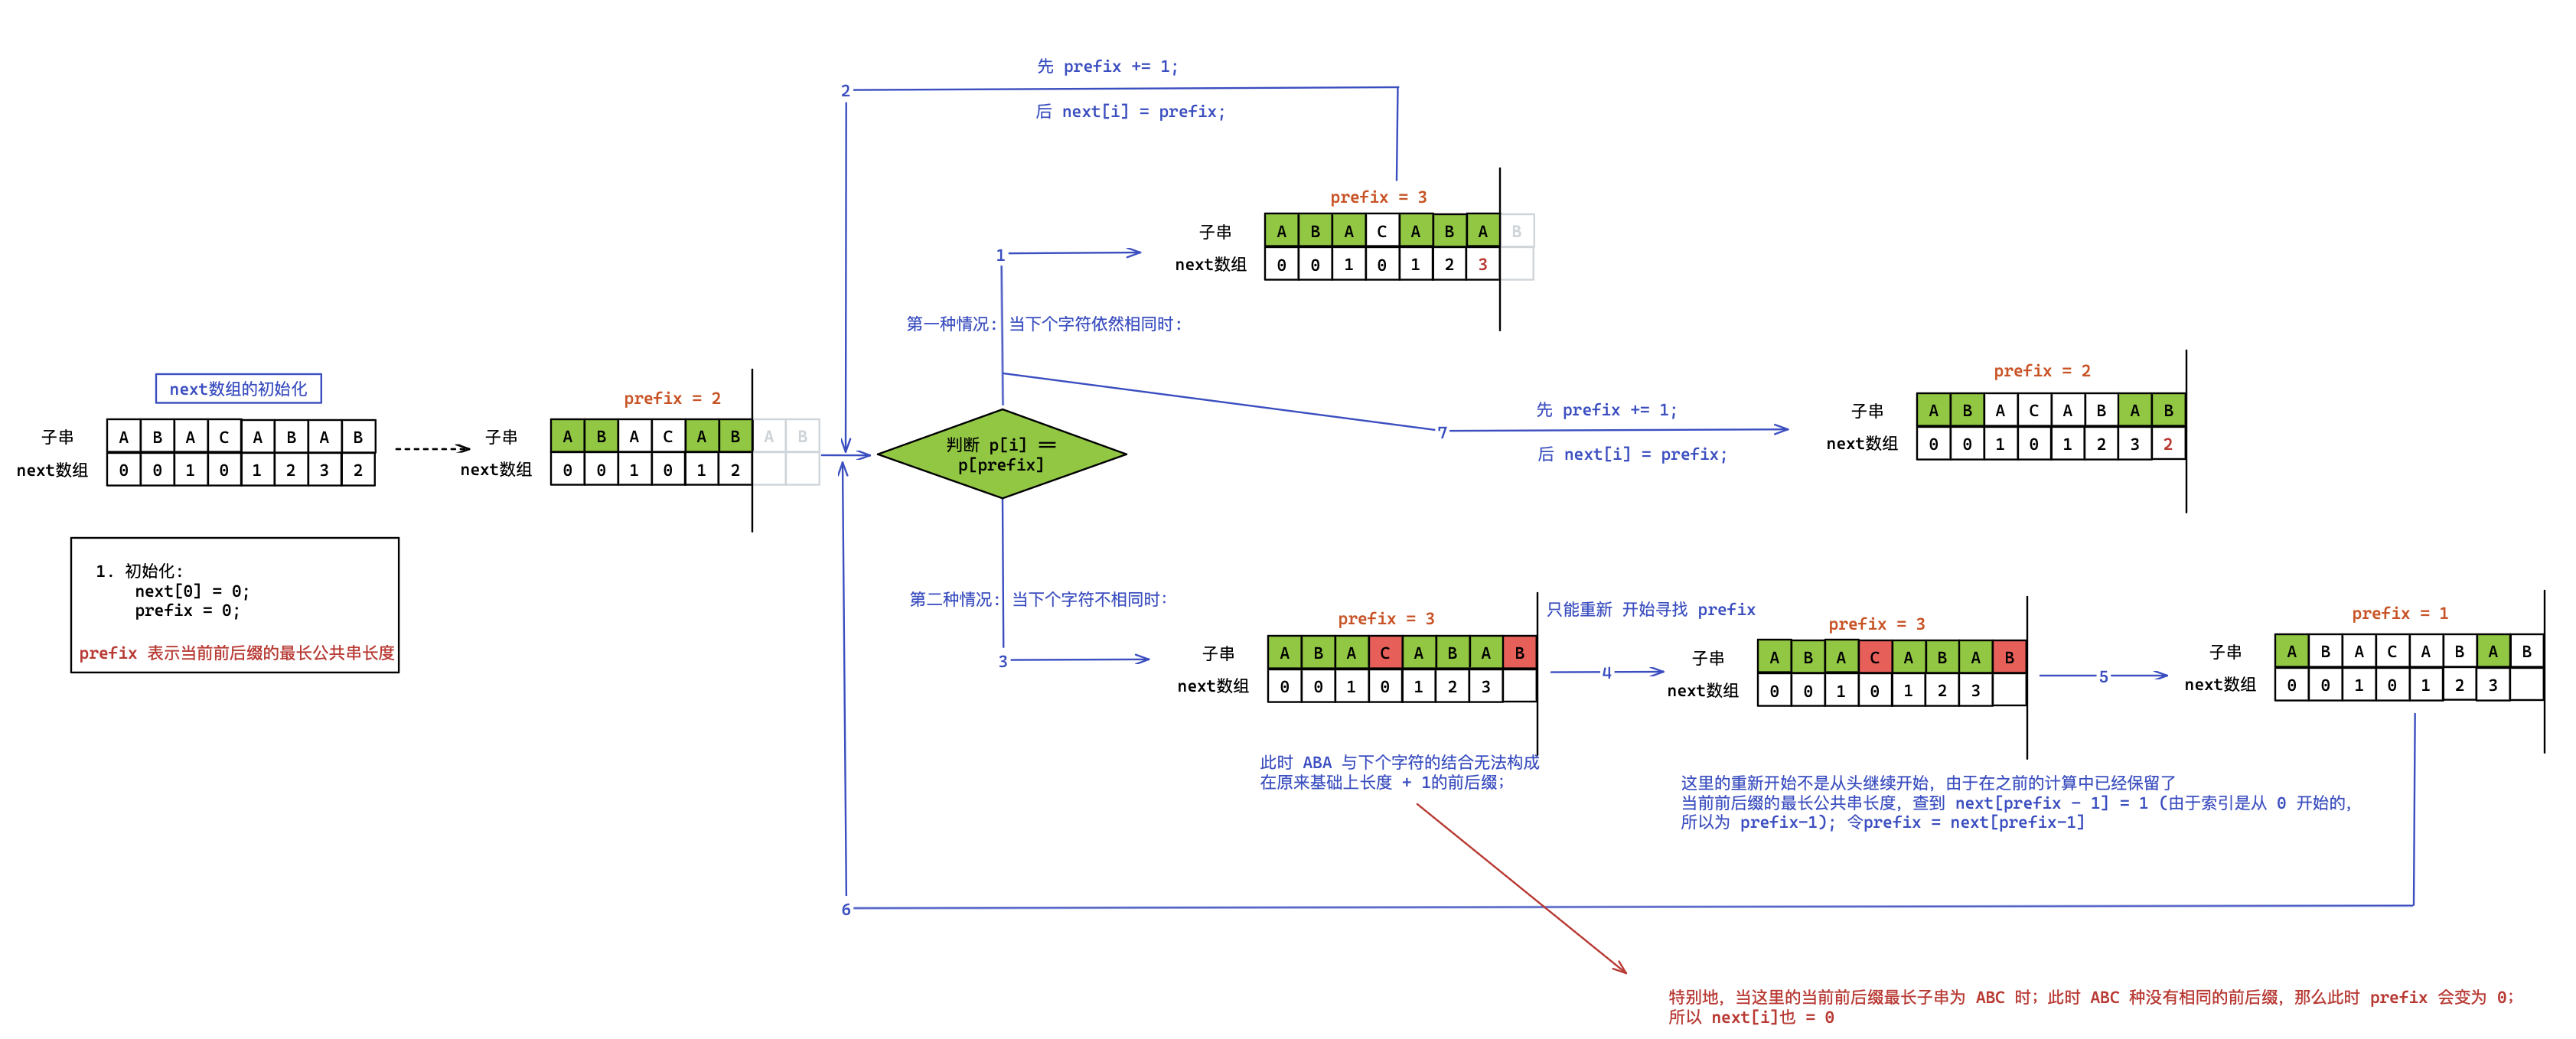 先 prefix += 1;
2
后 next[i] = prefix;
prefix = 3
子串 A B A C A B A B
next数组 0 0 1 0 1 2 3
1
第一种情况: 当下个字符依然相同时:
next数组的初始化
子串 A B A C A B A B
next数组 0 0 1 0 1 2 3 2
prefix = 2
子串 A B A C A B A B
next数组 0 0 1 0 1 2
判断 p[i] ==
p[prefix]
先 prefix += 1;
7
后 next[i] = prefix;
prefix = 2
子串 A B A C A B A B
next数组 0 0 1 0 1 2 3 2
1. 初始化:
next[0] = 0;
prefix = 0;
prefix 表示当前前后缀的最长公共串长度
第二种情况: 当下个字符不相同时:
3
prefix = 3
子串 A B A C A B A B
next数组 0 0 1 0 1 2 3
此时 ABA 与下个字符的结合无法构成
在原来基础上长度 + 1的前后缀;
只能重新 开始寻找 prefix
4
prefix = 3
子串 A B A C A B A B
next数组 0 0 1 0 1 2 3
这里的重新开始不是从头继续开始, 由于在之前的计算中已经保留了
当前前后缀的最长公共串长度, 查到 next[prefix - 1] = 1 (由于索引是从 0 开始的,
所以为 prefix-1); 令prefix = next[prefix-1]
5
prefix = 1
子串 A B A C A B A B
next数组 0 0 1 0 1 2 3
6
特别地, 当这里的当前前后缀最长子串为 ABC 时; 此时 ABC 种没有相同的前后缀, 那么此时 prefix 会变为 0;
所以 next[i]也 = 0